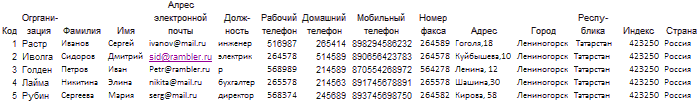 Код Органи-зация Фамилия Имя Адрес электронной почты Долж-ность Рабочий телефон Домашний телефон Мобильный телефон Номер факса Адрес Город Респу-блика Индекс Страна
1 Растр Иванов Сергей ivanov@mail.ru инженер 516987 265414 898294586232 264589 Гоголя,18 Лениногорск Татарстан 423250 Россия
2 Иволга Сидоров Дмитрий sid@rambler.ru электрик 264578 514589 890656423783 264578 Куйбышева,10 Лениногорск Татарстан 423250 Россия
3 Голден Петров Иван Petr@rambler.ru р 568989 214589 870554268972 564278 Ленина, 12 Лениногорск Татарстан 423250 Россия
4 Лайма Никитина Элина nikita@mail.ru бухгалтер 265578 214563 891745678891 265578 Шашина,30 Лениногорск Татарстан 423250 Россия
5 Рубин Сергеева Мария serg@mail.ru директор 568374 245689 893745698750 264582 Кирова, 58 Лениногорск Татарстан 423250 Россия